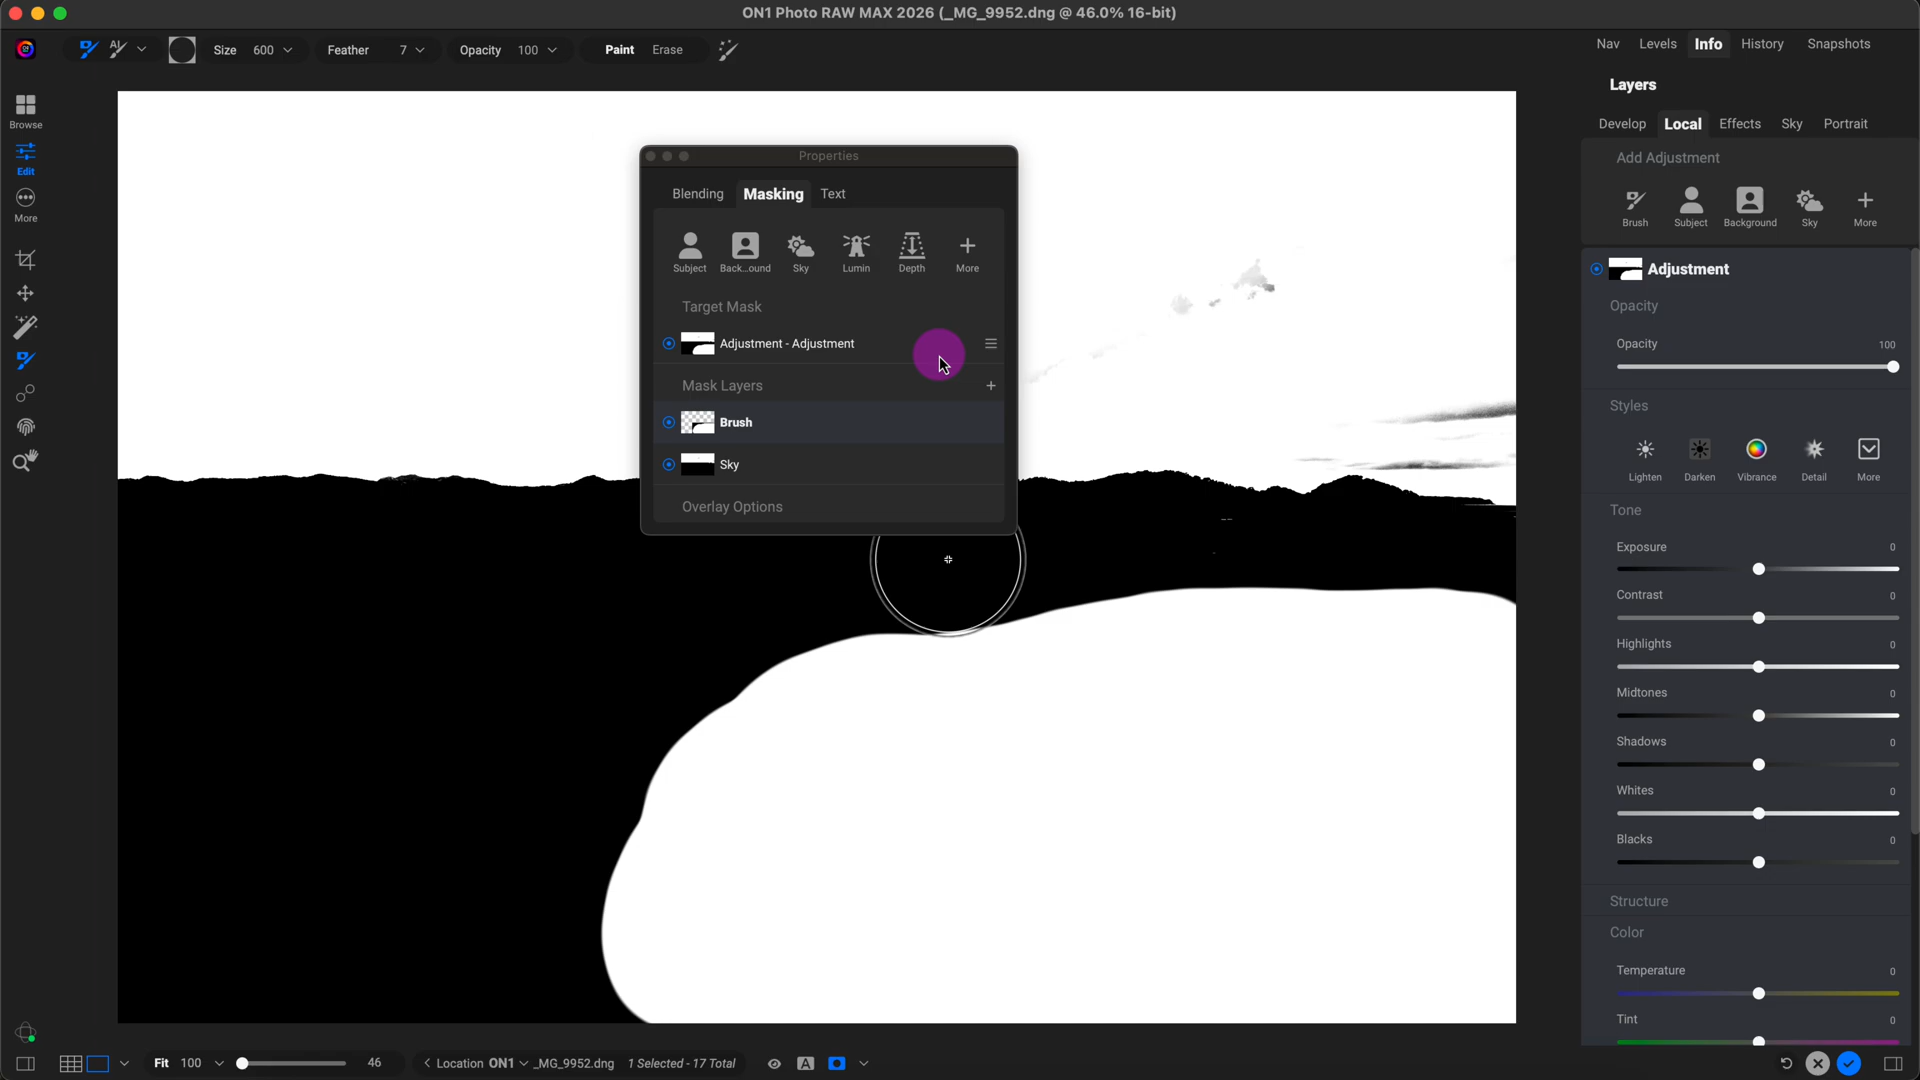 ON1 Photo RAW MAX 2026 (_MG_9952.dng @ 46.0% 16-bit)
Size 600 Feather 7 Opacity 100 Paint Erase
Nav Levels Info History Snapshots
Browse
Edit
More
Properties
Blending Masking Text
Subject Back...ound Sky Lumin Depth More
Target Mask
Adjustment - Adjustment
Mask Layers
Brush
Sky
Overlay Options
Layers
Develop Local Effects Sky Portrait
Add Adjustment
Brush Subject Background Sky More
Adjustment
Opacity
Opacity 100
Styles
Lighten Darken Vibrance Detail More
Tone
Exposure 0
Contrast 0
Highlights 0
Midtones 0
Shadows 0
Whites 0
Blacks 0
Structure
Color
Temperature 0
Tint 0
Fit 100 46 Location ON1 _MG_9952.dng 1 Selected - 17 Total A